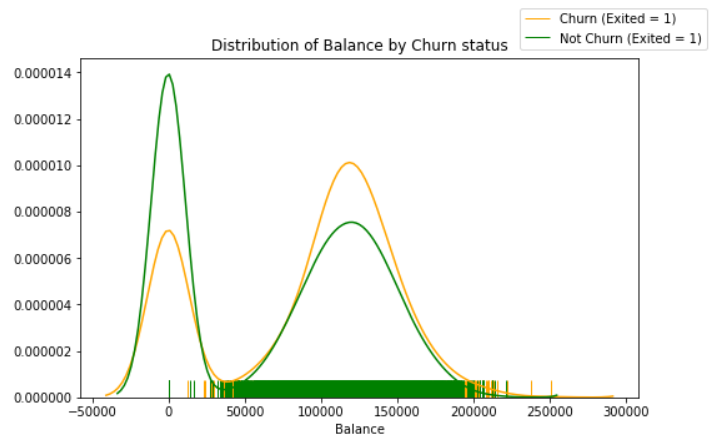 Churn (Exited = 1)
Not Churn (Exited = 1)
Distribution of Balance by Churn status
0.000014
0.000012
0.000010
0.000008
0.000006
0.000004
0.000002
0.000000
−50000 0 50000 100000 150000 200000 250000 300000
Balance